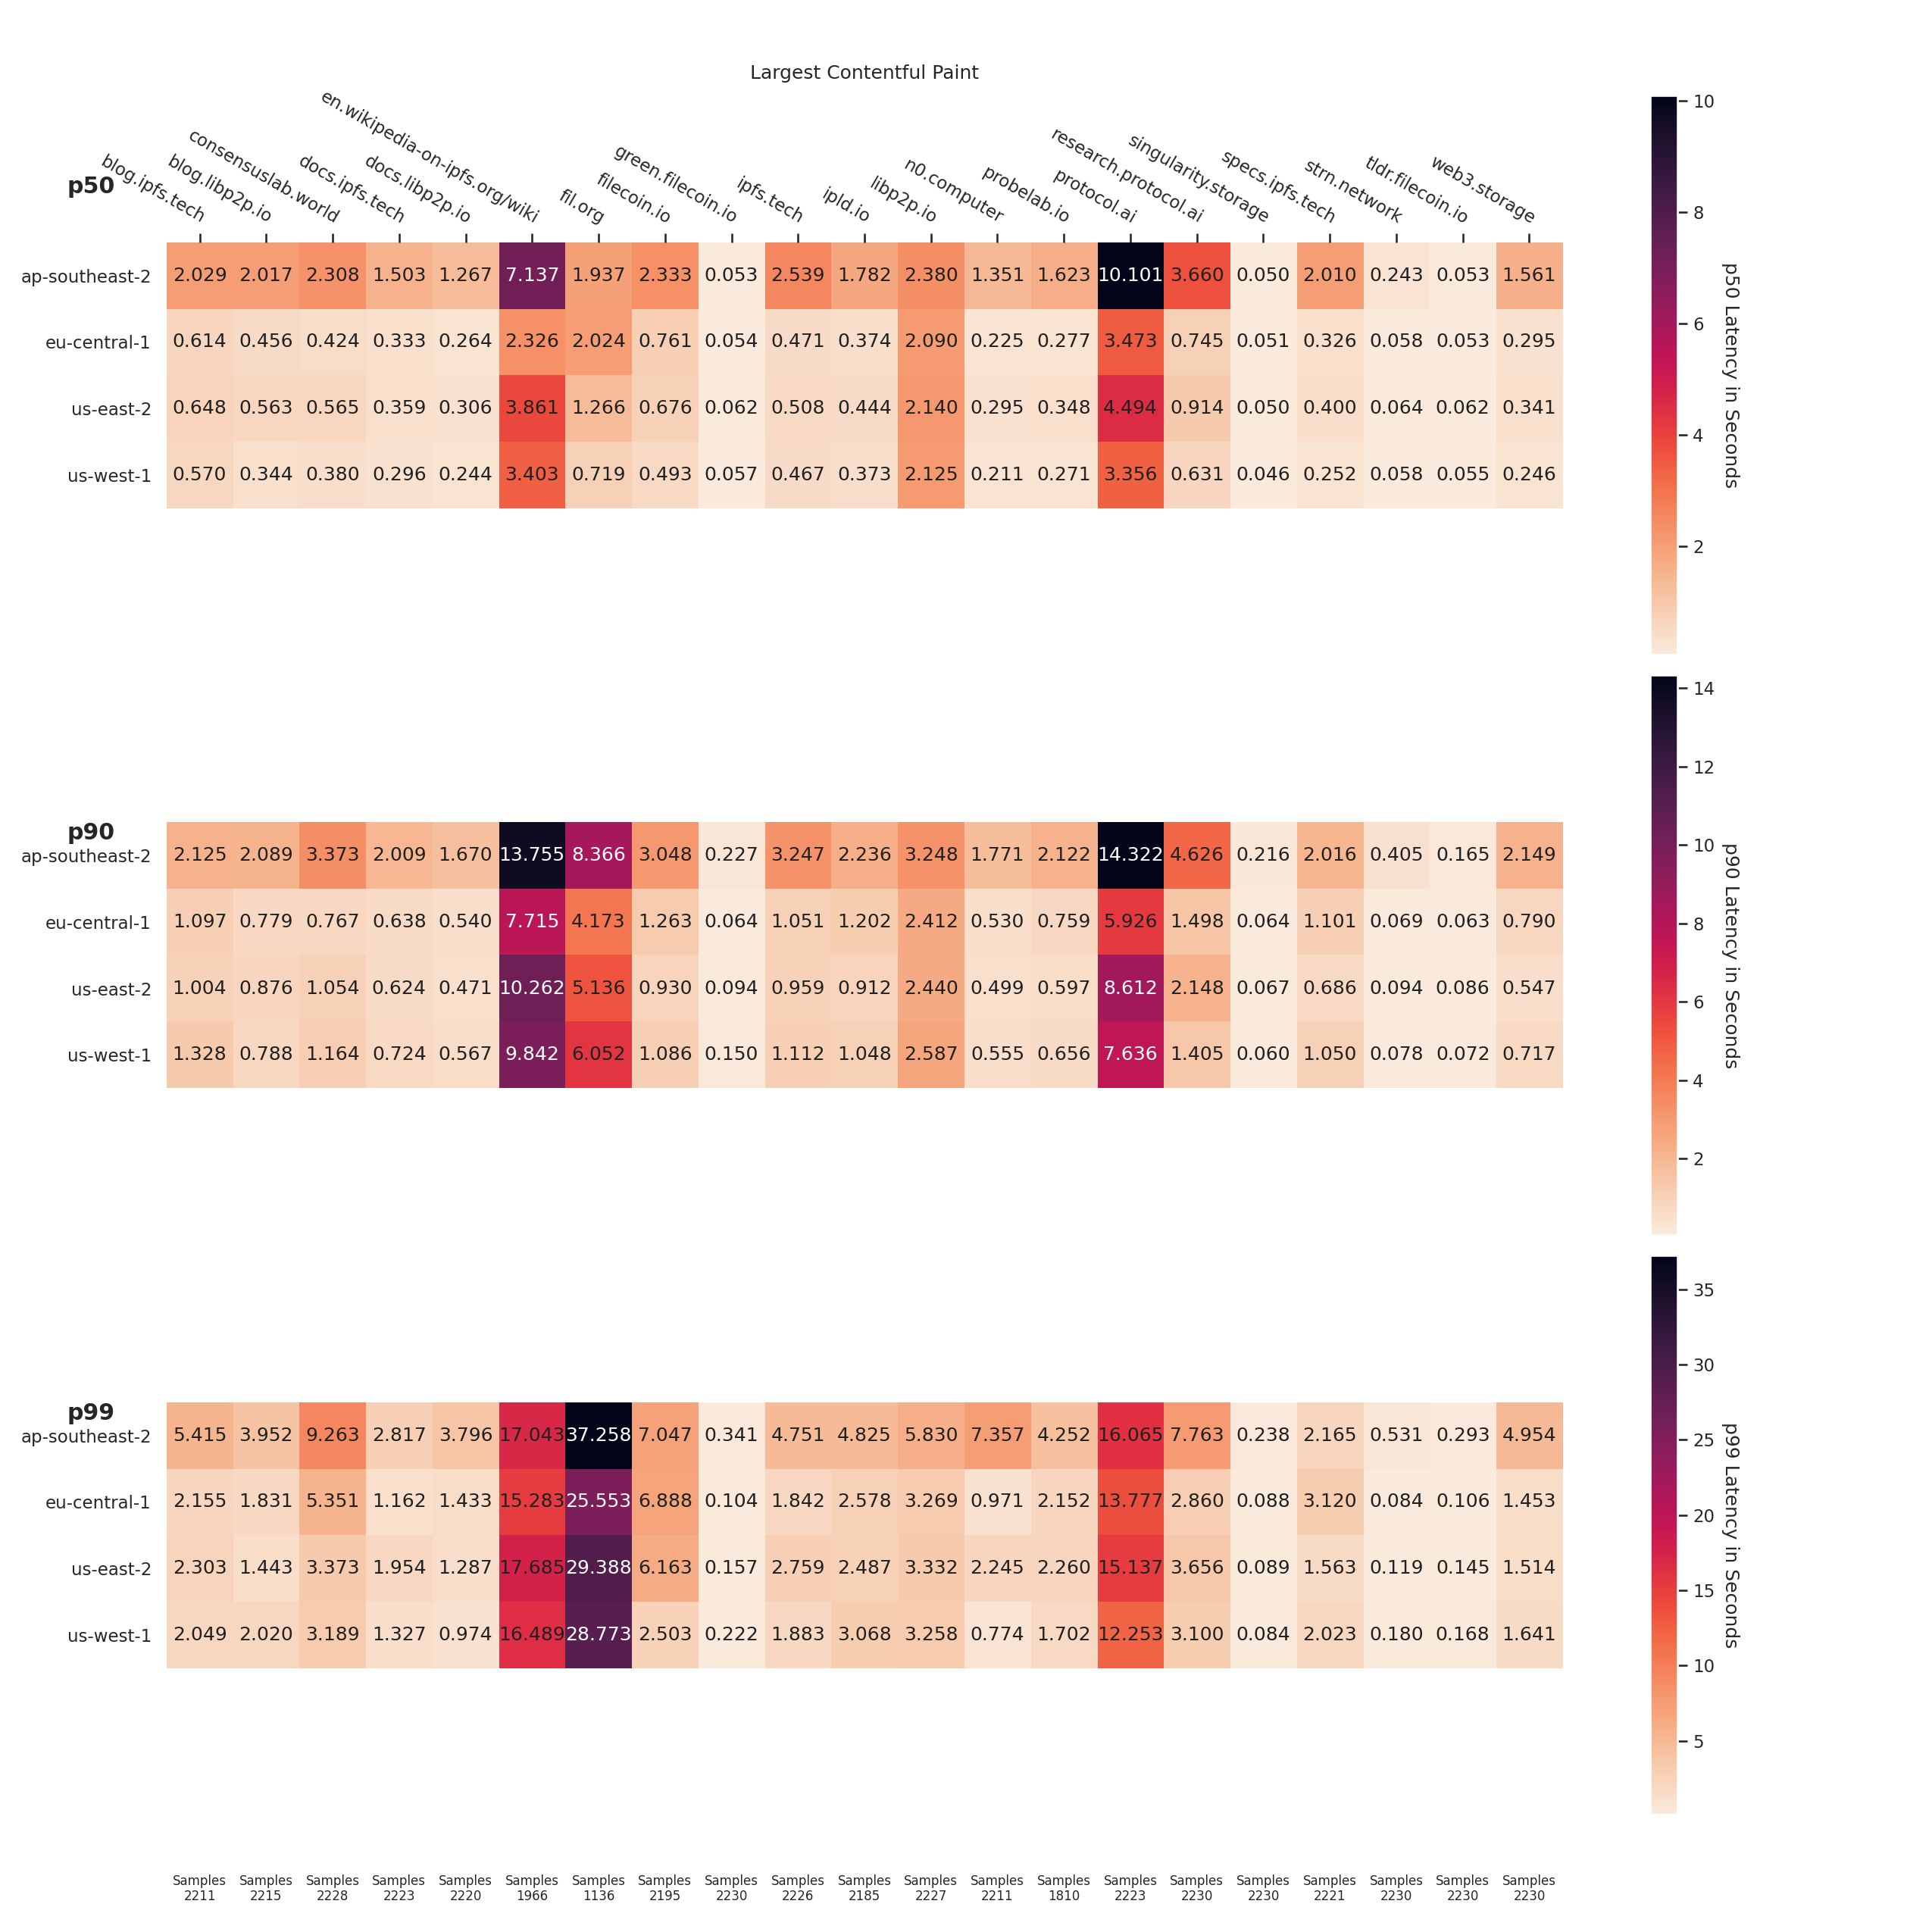 Largest Contentful Paint
p50
blog.ipfs.tech
blog.libp2p.io
consensuslab.world
docs.ipfs.tech
docs.libp2p.io
en.wikipedia-on-ipfs.org/wiki
fil.org
filecoin.io
green.filecoin.io
ipfs.tech
ipld.io
libp2p.io
n0.computer
probelab.io
protocol.ai
research.protocol.ai
singularity.storage
specs.ipfs.tech
strn.network
tldr.filecoin.io
web3.storage
ap-southeast-2 2.029 2.017 2.308 1.503 1.267 7.137 1.937 2.333 0.053 2.539 1.782 2.380 1.351 1.623 10.101 3.660 0.050 2.010 0.243 0.053 1.561
eu-central-1 0.614 0.456 0.424 0.333 0.264 2.326 2.024 0.761 0.054 0.471 0.374 2.090 0.225 0.277 3.473 0.745 0.051 0.326 0.058 0.053 0.295
us-east-2 0.648 0.563 0.565 0.359 0.306 3.861 1.266 0.676 0.062 0.508 0.444 2.140 0.295 0.348 4.494 0.914 0.050 0.400 0.064 0.062 0.341
us-west-1 0.570 0.344 0.380 0.296 0.244 3.403 0.719 0.493 0.057 0.467 0.373 2.125 0.211 0.271 3.356 0.631 0.046 0.252 0.058 0.055 0.246
10
8
6
4
2
p50 Latency in Seconds
p90
ap-southeast-2 2.125 2.089 3.373 2.009 1.670 13.755 8.366 3.048 0.227 3.247 2.236 3.248 1.771 2.122 14.322 4.626 0.216 2.016 0.405 0.165 2.149
eu-central-1 1.097 0.779 0.767 0.638 0.540 7.715 4.173 1.263 0.064 1.051 1.202 2.412 0.530 0.759 5.926 1.498 0.064 1.101 0.069 0.063 0.790
us-east-2 1.004 0.876 1.054 0.624 0.471 10.262 5.136 0.930 0.094 0.959 0.912 2.440 0.499 0.597 8.612 2.148 0.067 0.686 0.094 0.086 0.547
us-west-1 1.328 0.788 1.164 0.724 0.567 9.842 6.052 1.086 0.150 1.112 1.048 2.587 0.555 0.656 7.636 1.405 0.060 1.050 0.078 0.072 0.717
14
12
10
8
6
4
2
p90 Latency in Seconds
p99
ap-southeast-2 5.415 3.952 9.263 2.817 3.796 17.043 37.258 7.047 0.341 4.751 4.825 5.830 7.357 4.252 16.065 7.763 0.238 2.165 0.531 0.293 4.954
eu-central-1 2.155 1.831 5.351 1.162 1.433 15.283 25.553 6.888 0.104 1.842 2.578 3.269 0.971 2.152 13.777 2.860 0.088 3.120 0.084 0.106 1.453
us-east-2 2.303 1.443 3.373 1.954 1.287 17.685 29.388 6.163 0.157 2.759 2.487 3.332 2.245 2.260 15.137 3.656 0.089 1.563 0.119 0.145 1.514
us-west-1 2.049 2.020 3.189 1.327 0.974 16.489 28.773 2.503 0.222 1.883 3.068 3.258 0.774 1.702 12.253 3.100 0.084 2.023 0.180 0.168 1.641
35
30
25
20
15
10
5
p99 Latency in Seconds
Samples Samples Samples Samples Samples Samples Samples Samples Samples Samples Samples Samples Samples Samples Samples Samples Samples Samples Samples Samples Samples
2211 2215 2228 2223 2220 1966 1136 2195 2230 2226 2185 2227 2211 1810 2223 2230 2230 2221 2230 2230 2230